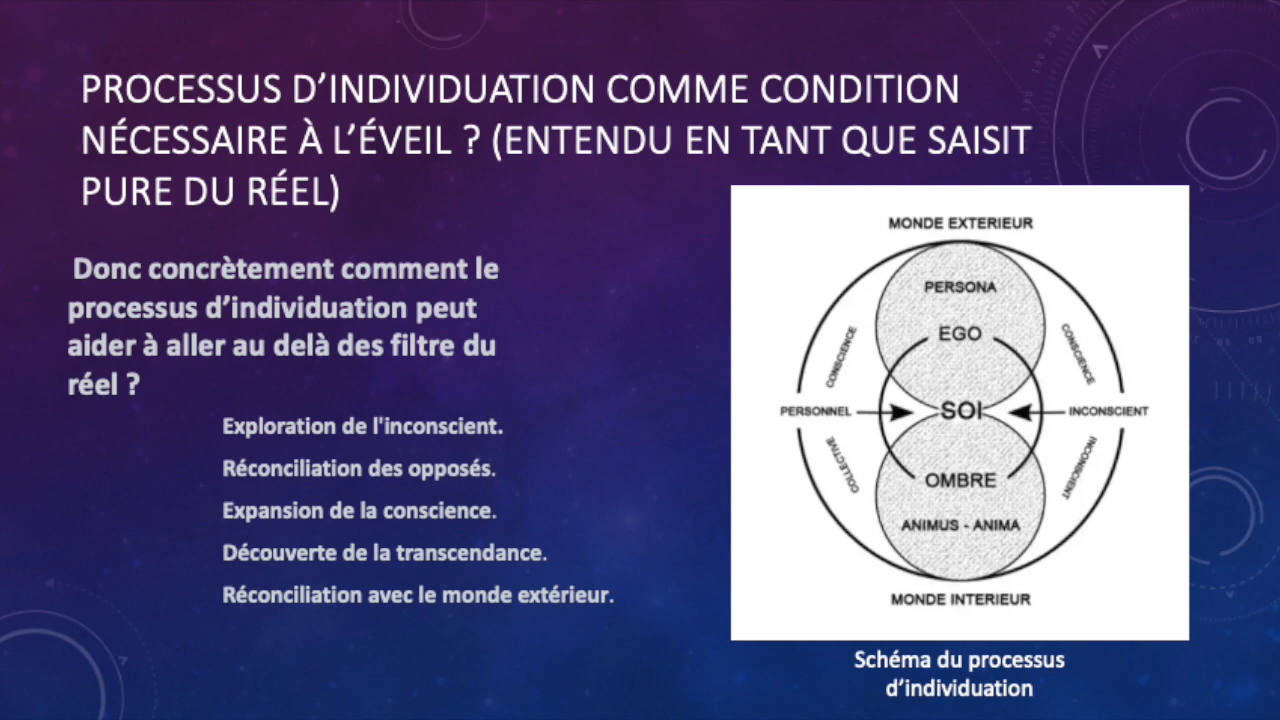 PROCESSUS D’INDIVIDUATION COMME CONDITION
NÉCESSAIRE À L’ÉVEIL ? (ENTENDU EN TANT QUE SAISIT
PURE DU RÉEL)
Donc concrètement comment le
processus d’individuation peut
aider à aller au delà des filtre du
réel ?
Exploration de l'inconscient.
Réconciliation des opposés.
Expansion de la conscience.
Découverte de la transcendance.
Réconciliation avec le monde extérieur.
MONDE EXTERIEUR
PERSONA
EGO
CONSCIENCE
CONSCIENCE
PERSONNEL
SOI
INCONSCIENT
COLLECTIVE
INCONSCIENT
OMBRE
ANIMUS - ANIMA
MONDE INTERIEUR
Schéma du processus
d’individuation